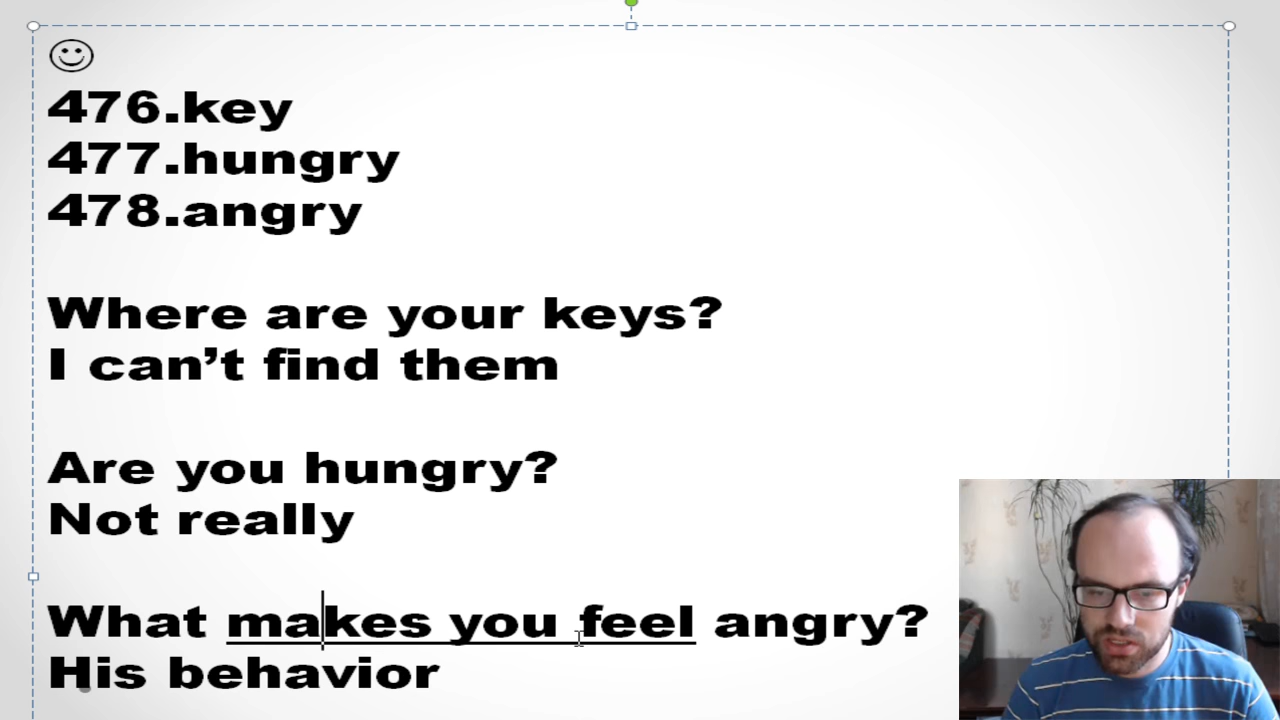 476.key
477.hungry
478.angry
Where are your keys?
I can’t find them
Are you hungry?
Not really
What makes you feel angry?
His behavior